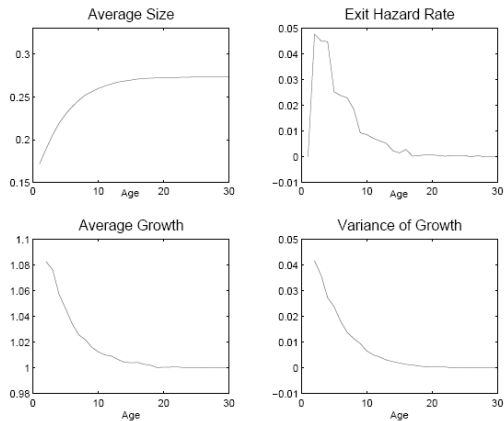 Average Size
0.3
0.25
0.2
0.15
0 10 20 30
Age
Exit Hazard Rate
0.05
0.04
0.03
0.02
0.01
0
−0.01
0 10 20 30
Age
Average Growth
1.1
1.08
1.06
1.04
1.02
1
0.98
0 10 20 30
Age
Variance of Growth
0.05
0.04
0.03
0.02
0.01
0
−0.01
0 10 20 30
Age